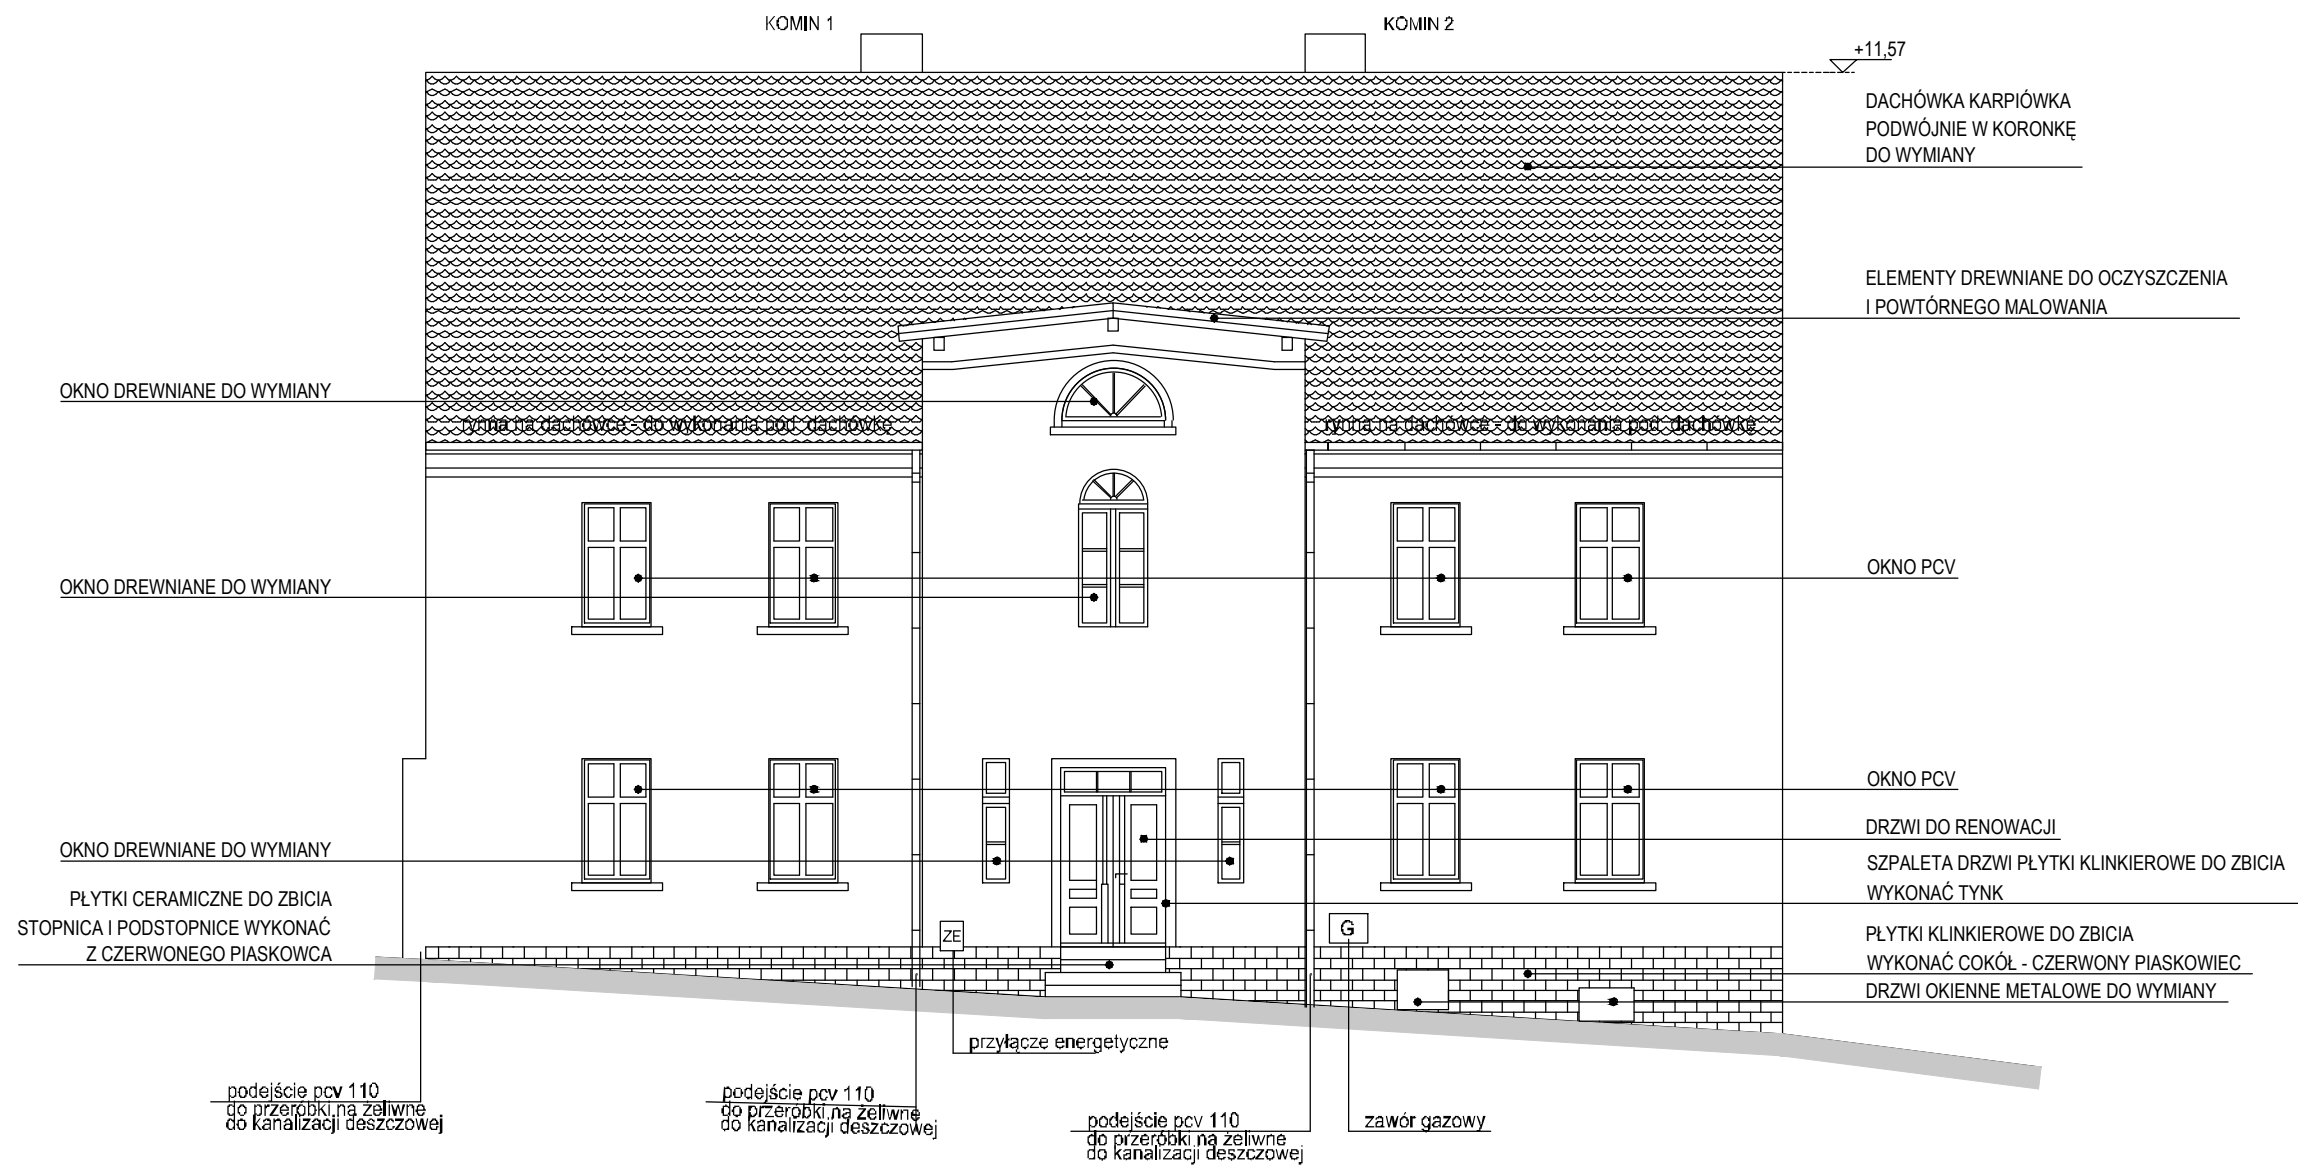 KOMIN 1
KOMIN 2
+11,57
DACHÓWKA KARPIÓWKA
PODWÓJNIE W KORONKĘ
DO WYMIANY
ELEMENTY DREWNIANE DO OCZYSZCZENIA
I POWTÓRNEGO MALOWANIA
OKNO DREWNIANE DO WYMIANY
rynna na dachówce - do wykonania pod dachówkę
rynna na dachówce - do wykonania pod dachówkę
OKNO DREWNIANE DO WYMIANY
OKNO PCV
OKNO PCV
DRZWI DO RENOWACJI
OKNO DREWNIANE DO WYMIANY
SZPALETA DRZWI PŁYTKI KLINKIEROWE DO ZBICIA
WYKONAĆ TYNK
PŁYTKI CERAMICZNE DO ZBICIA
STOPNICA I PODSTOPNICE WYKONAĆ
Z CZERWONEGO PIASKOWCA
ZE
G
PŁYTKI KLINKIEROWE DO ZBICIA
WYKONAĆ COKÓŁ - CZERWONY PIASKOWIEC
DRZWI OKIENNE METALOWE DO WYMIANY
przyłącze energetyczne
podejście pcv 110
do przeróbki na żeliwne
do kanalizacji deszczowej
podejście pcv 110
do przeróbki na żeliwne
do kanalizacji deszczowej
podejście pcv 110
do przeróbki na żeliwne
do kanalizacji deszczowej
zawór gazowy